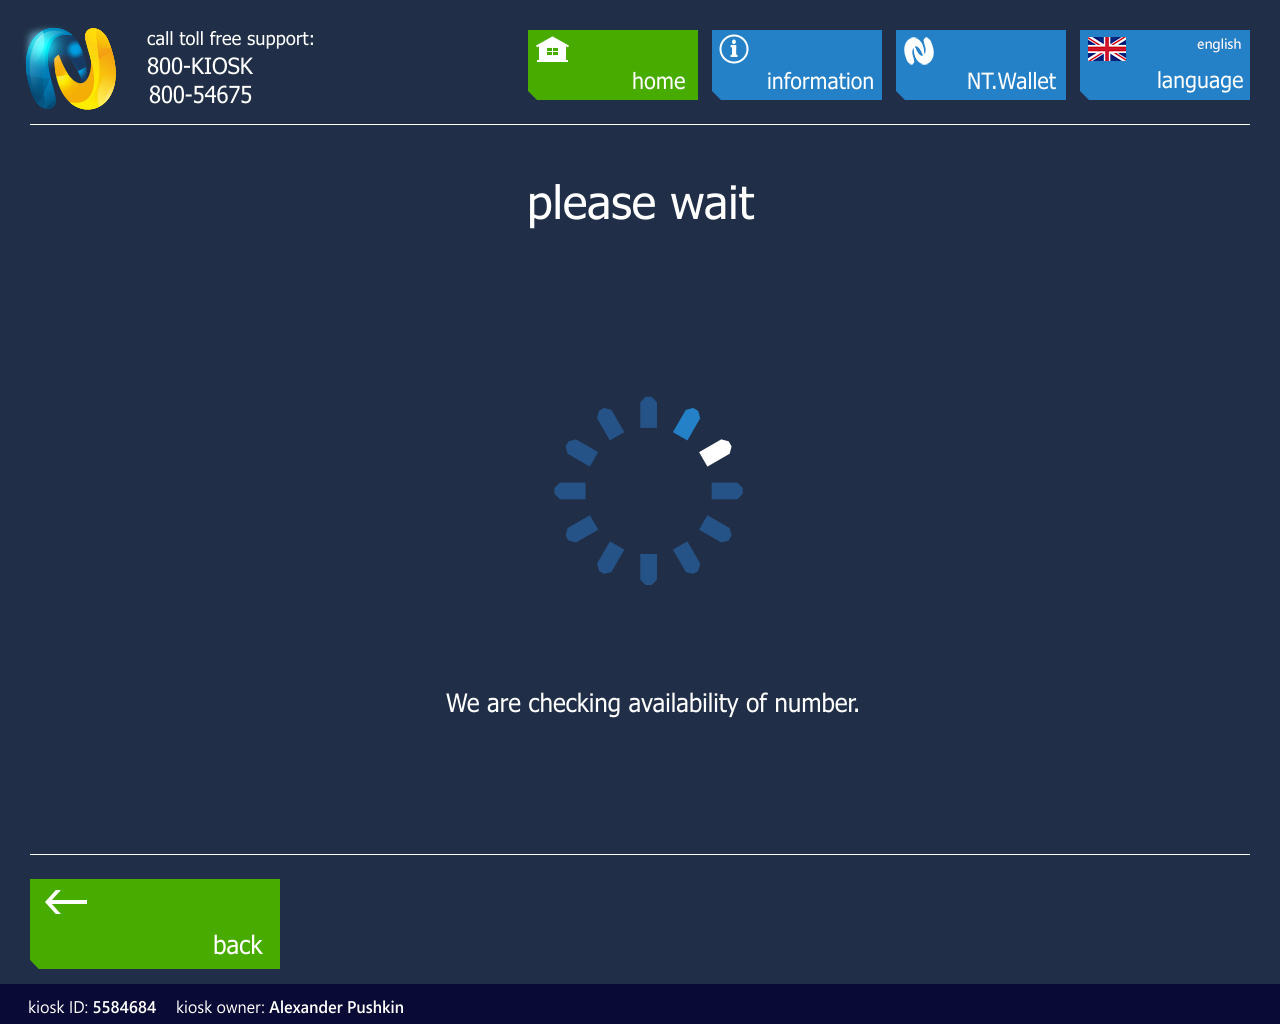 call toll free support:
800-KIOSK
800-54675
home
information
NT.Wallet
english
language
please wait
We are checking availability of number.
back
kiosk ID: 5584684 kiosk owner: Alexander Pushkin